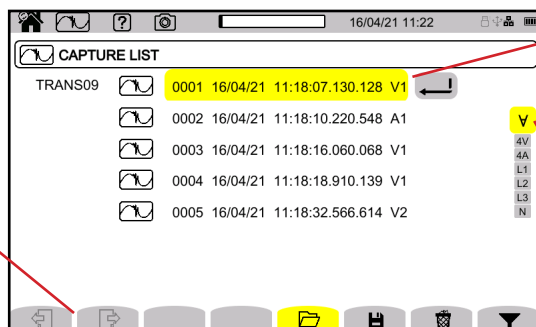 ?
16/04/21 11:22
CAPTURE LIST
TRANS09
0001 16/04/21 11:18:07.130.128 V1
0002 16/04/21 11:18:10.220.548 A1
0003 16/04/21 11:18:16.060.068 V1
0004 16/04/21 11:18:18.910.139 V1
0005 16/04/21 11:18:32.566.614 V2
∀
4V
4A
L1
L2
L3
N